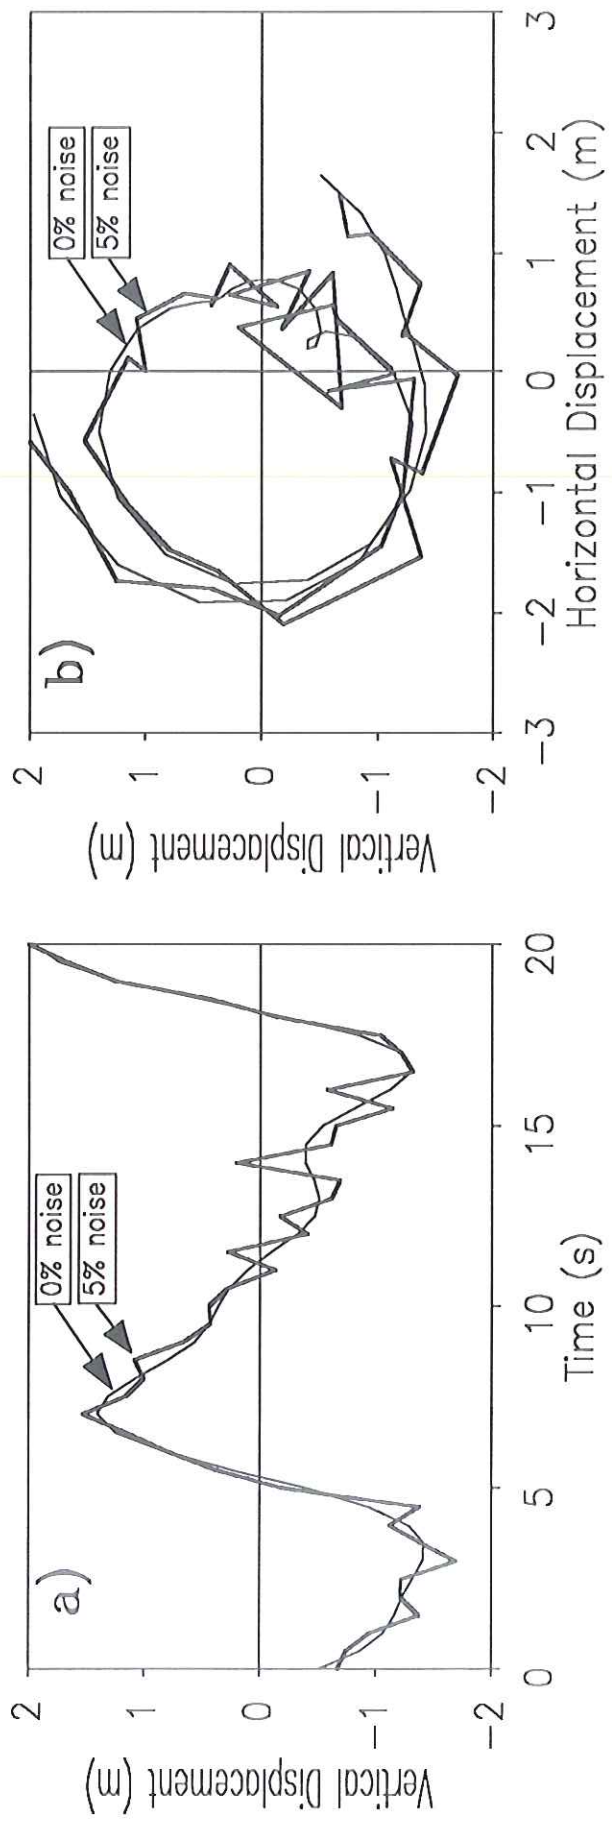 a)
0% noise
5% noise
Vertical Displacement (m)
2
1
0
−1
−2
0
5
10
15
20
Time (s)
b)
0% noise
5% noise
Vertical Displacement (m)
2
1
0
−1
−2
−3
−2
−1
0
1
2
3
Horizontal Displacement (m)